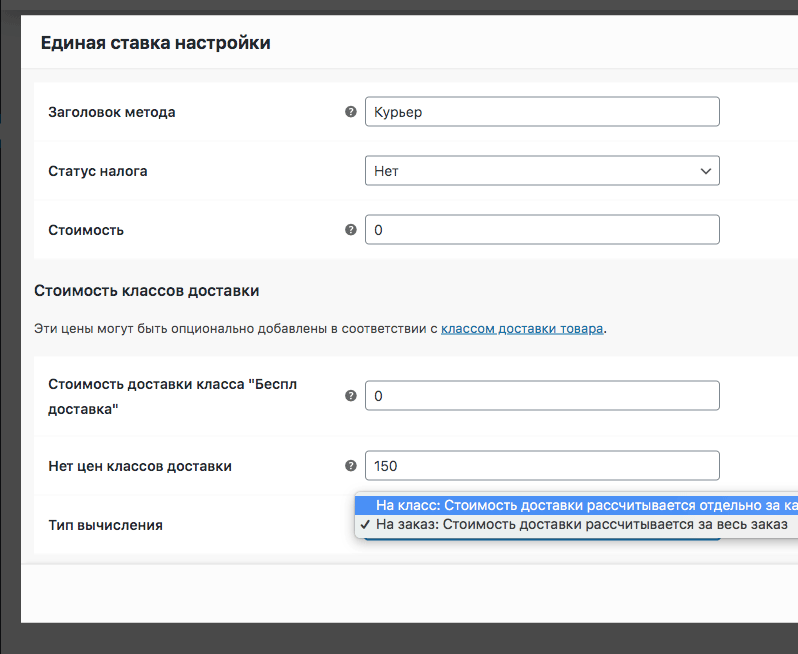 Единая ставка настройки
Заголовок метода
Курьер
Статус налога
Нет
Стоимость
0
Стоимость классов доставки
Эти цены могут быть опционально добавлены в соответствии с классом доставки товара.
Стоимость доставки класса "Беспл
доставка"
0
Нет цен классов доставки
150
Тип вычисления
На класс: Стоимость доставки рассчитывается отдельно за ка
✓ На заказ: Стоимость доставки рассчитывается за весь заказ